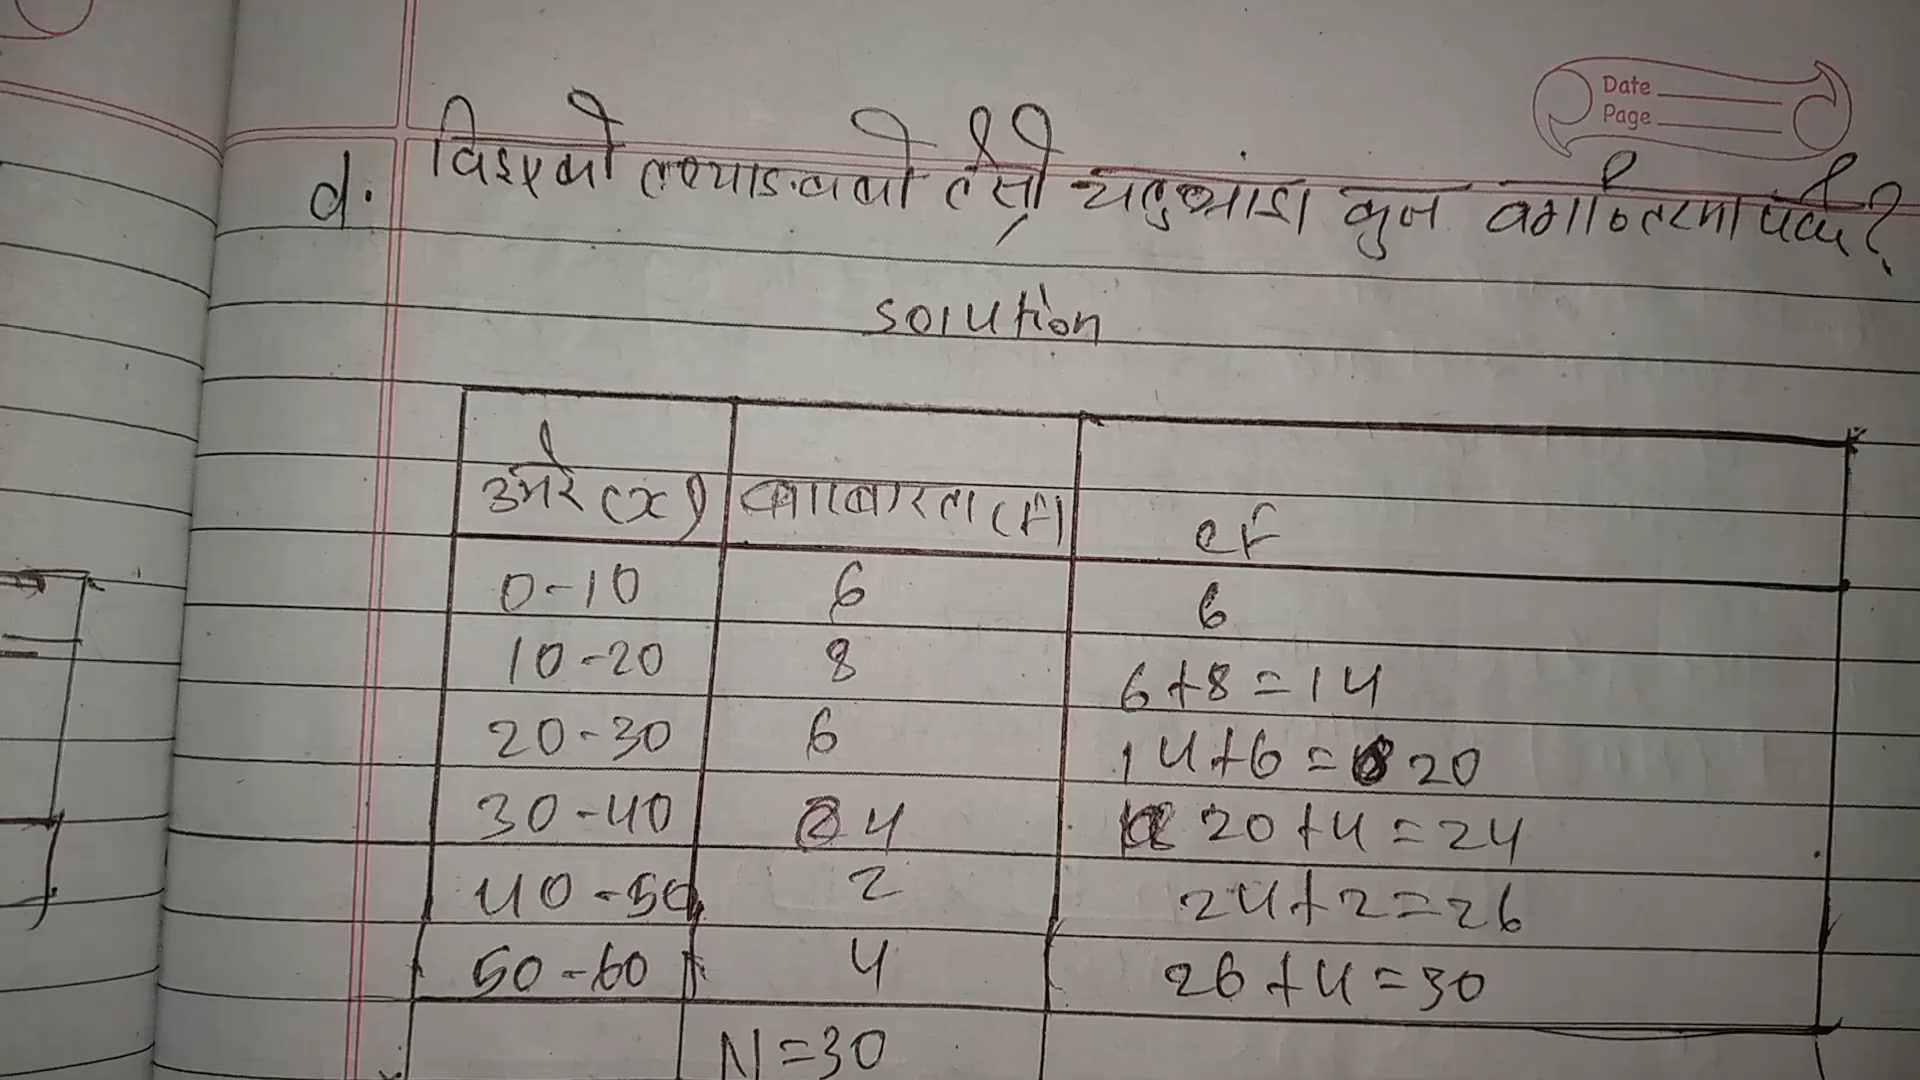 Date
Page
d. दिइएको तथ्याङ्कको तेस्रो चतुर्थांश कुन वर्गान्तरमा पर्छ?
solution
उमेर (x) बारम्बारता (F) cF
0-10 6 6
10-20 8 6+8=14
20-30 6 14+6=20
30-40 4 20+4=24
40-50 2 24+2=26
50-60 4 26+4=30
N=30